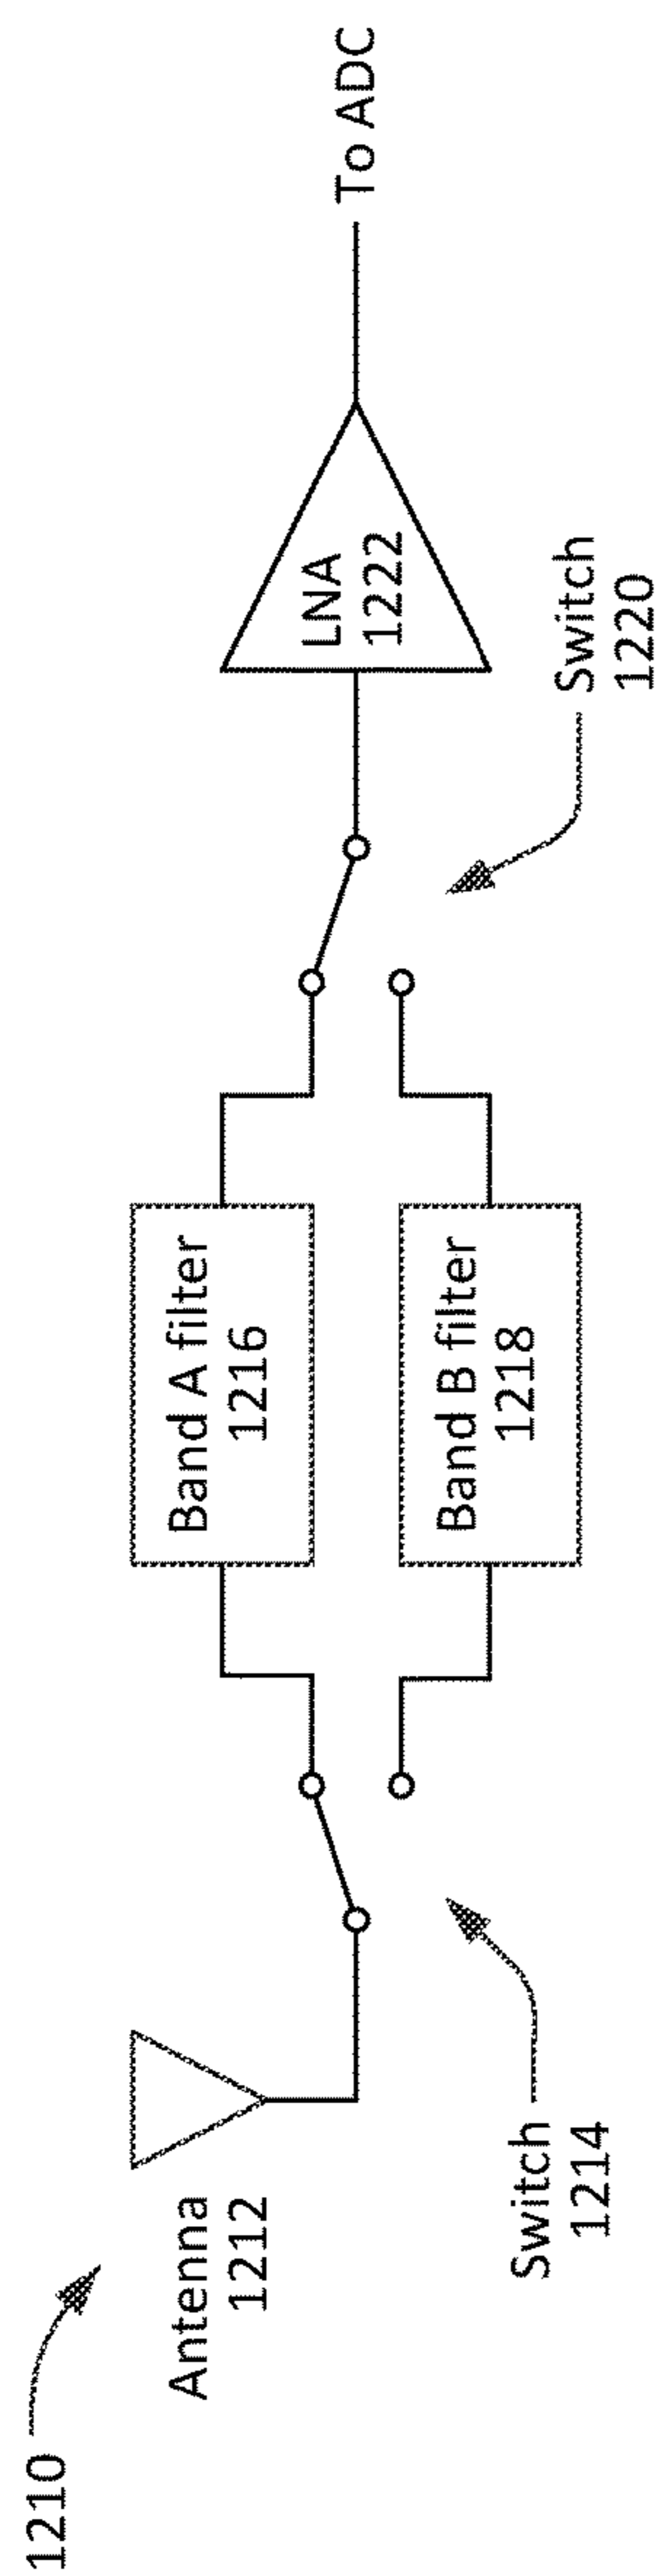 1210
Antenna
1212
Switch
1214
Band A filter
1216
Band B filter
1218
Switch
1220
LNA
1222
To ADC